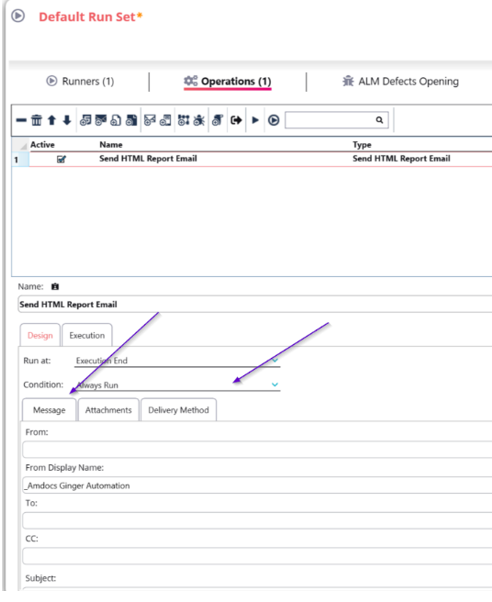 Default Run Set*
Runners (1) Operations (1) ALM Defects Opening
Active Name Type
1 Send HTML Report Email Send HTML Report Email
Name:
Send HTML Report Email
Design Execution
Run at: Execution End
Condition: Always Run
Message Attachments Delivery Method
From:
From Display Name:
_Amdocs Ginger Automation
To:
CC:
Subject: